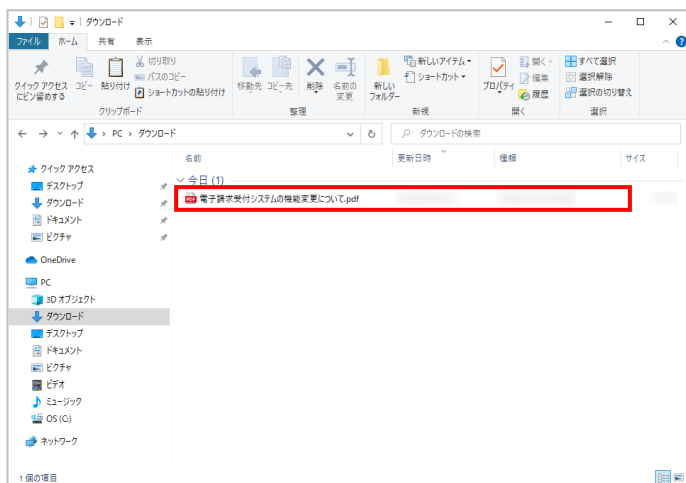 ダウンロード
ファイル ホーム 共有 表示
クイック アクセス
にピン留めする
コピー
貼り付け
切り取り
パスのコピー
ショートカットの貼り付け
クリップボード
移動先
コピー先
削除
名前の
変更
整理
新しい
フォルダー
新しいアイテム
ショートカット
新規
プロパティ
開く
編集
履歴
開く
すべて選択
選択解除
選択の切り替え
選択
PC › ダウンロード
ダウンロードの検索
名前 更新日時 種類 サイズ
今日 (1)
電子請求受付システムの機能変更について.pdf
クイック アクセス
デスクトップ
ダウンロード
ドキュメント
ピクチャ
OneDrive
PC
3D オブジェクト
ダウンロード
デスクトップ
ドキュメント
ピクチャ
ビデオ
ミュージック
OS (C:)
ネットワーク
1 個の項目